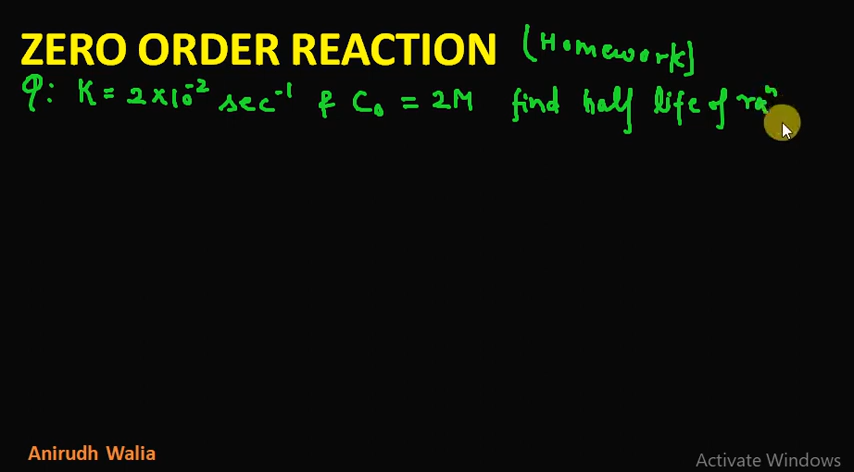 ZERO ORDER REACTION (Homework]
Q: K = 2×10⁻² sec⁻¹ & C₀ = 2M find half life of rxⁿ
Anirudh Walia
Activate Windows